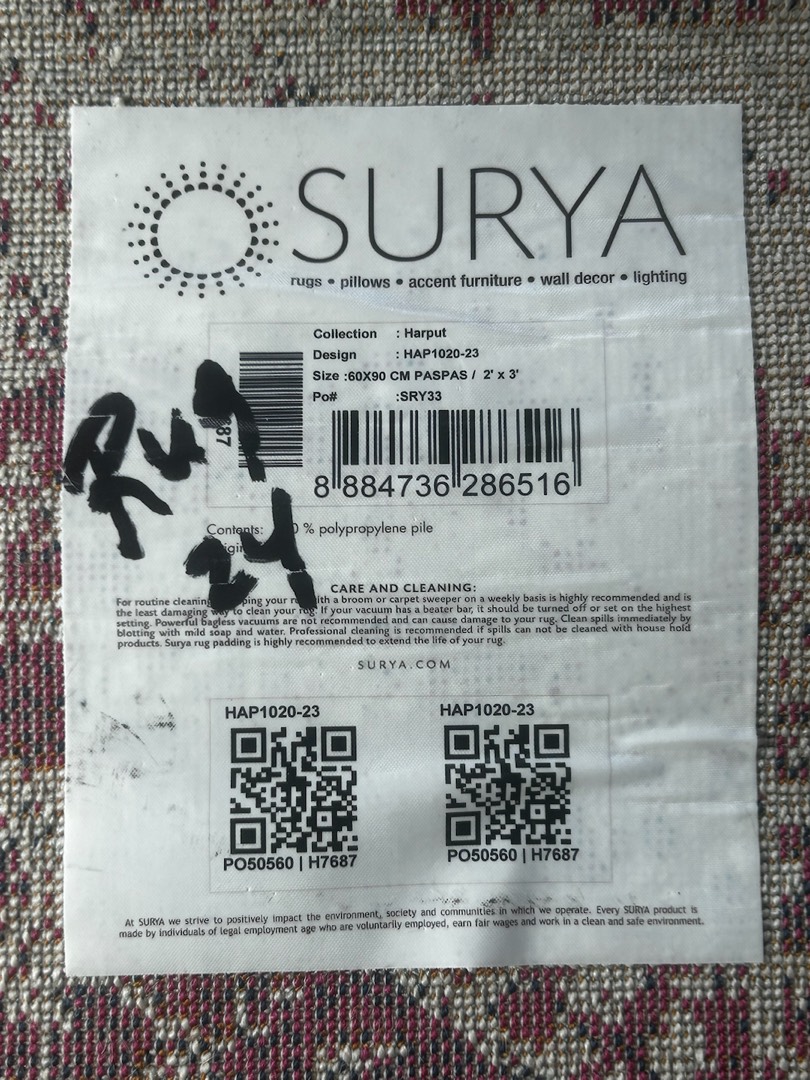 SURYA
rugs • pillows • accent furniture • wall decor • lighting
Collection : Harput
Design : HAP1020-23
Size :60X90 CM PASPAS / 2' x 3'
Po# :SRY33
8 884736 286516
Rug
24
Contents: % polypropylene pile
CARE AND CLEANING:
For routine cleaning your with a broom or carpet sweeper on a weekly basis is highly recommended and is
the least damaging way to clean your rug. If your vacuum has a beater bar, it should be turned off or set on the highest
setting. Powerful bagless vacuums are not recommended and can cause damage to your rug. Clean spills immediately by
blotting with mild soap and water. Professional cleaning is recommended if spills can not be cleaned with house hold
products. Surya rug padding is highly recommended to extend the life of your rug.
SURYA.COM
HAP1020-23 HAP1020-23
PO50560 | H7687 PO50560 | H7687
At SURYA we strive to positively impact the environment, society and communities in which we operate. Every SURYA product is
made by individuals of legal employment age who are voluntarily employed, earn fair wages and work in a clean and safe environment.